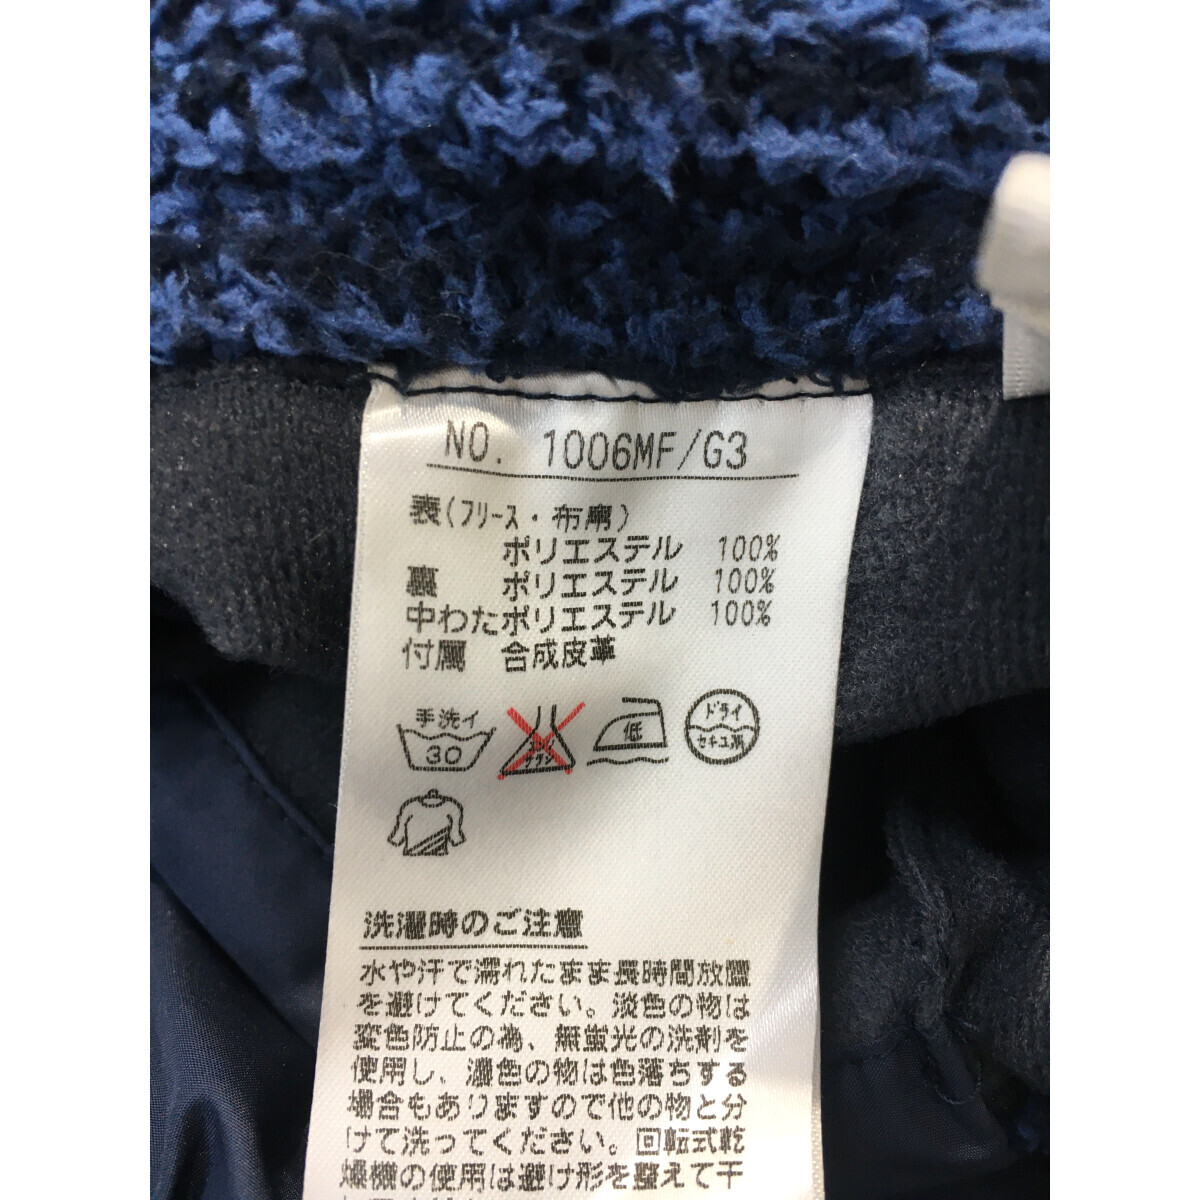 NO. 1006MF/G3
表(フリース・布帛)
ポリエステル 100%
裏 ポリエステル 100%
中わたポリエステル 100%
付属 合成皮革
手洗イ
30
エンソ
サラシ
低
ドライ
セキユ系
洗濯時のご注意
水や汗で濡れたまま長時間放置
を避けてください。淡色の物は
変色防止の為、無蛍光の洗剤を
使用し、濃色の物は色落ちする
場合もありますので他の物と分
けて洗ってください。回転式乾
燥機の使用は避け形を整えて干